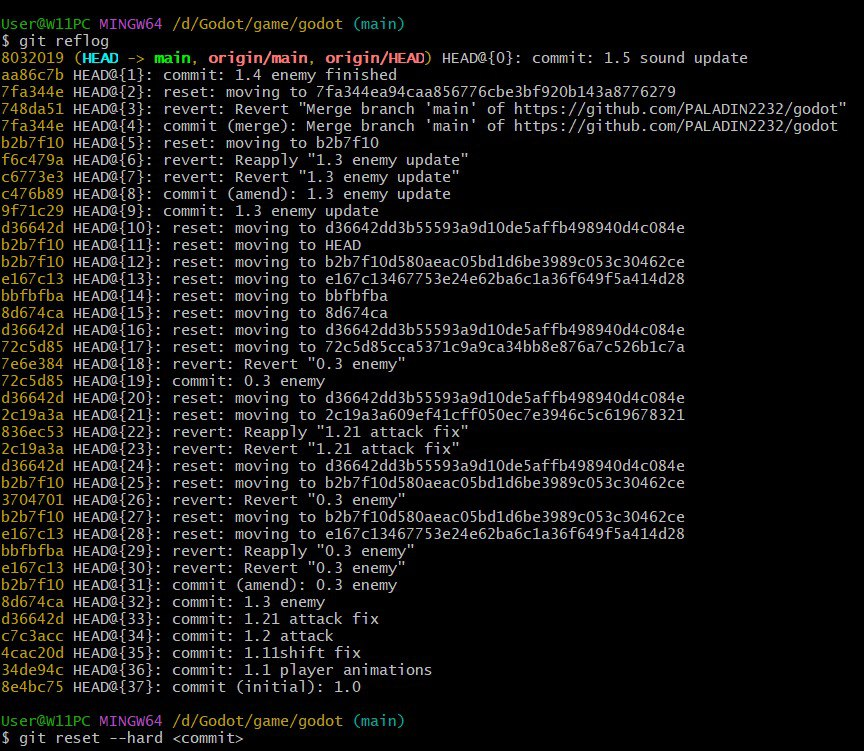 User@W11PC MINGW64 /d/Godot/game/godot (main)
$ git reflog
8032019 (HEAD -> main, origin/main, origin/HEAD) HEAD@{0}: commit: 1.5 sound update
aa86c7b HEAD@{1}: commit: 1.4 enemy finished
7fa344e HEAD@{2}: reset: moving to 7fa344ea94caa856776cbe3bf920b143a8776279
748da51 HEAD@{3}: revert: Revert "Merge branch 'main' of https://github.com/PALADIN2232/godot"
7fa344e HEAD@{4}: commit (merge): Merge branch 'main' of https://github.com/PALADIN2232/godot
b2b7f10 HEAD@{5}: reset: moving to b2b7f10
f6c479a HEAD@{6}: revert: Reapply "1.3 enemy update"
c6773e3 HEAD@{7}: revert: Revert "1.3 enemy update"
c476b89 HEAD@{8}: commit (amend): 1.3 enemy update
9f71c29 HEAD@{9}: commit: 1.3 enemy update
d36642d HEAD@{10}: reset: moving to d36642dd3b55593a9d10de5affb498940d4c084e
b2b7f10 HEAD@{11}: reset: moving to HEAD
b2b7f10 HEAD@{12}: reset: moving to b2b7f10d580aeac05bd1d6be3989c053c30462ce
e167c13 HEAD@{13}: reset: moving to e167c13467753e24e62ba6c1a36f649f5a414d28
bbfbfba HEAD@{14}: reset: moving to bbfbfba
8d674ca HEAD@{15}: reset: moving to 8d674ca
d36642d HEAD@{16}: reset: moving to d36642dd3b55593a9d10de5affb498940d4c084e
72c5d85 HEAD@{17}: reset: moving to 72c5d85cca5371c9a9ca34bb8e876a7c526b1c7a
7e6e384 HEAD@{18}: revert: Revert "0.3 enemy"
72c5d85 HEAD@{19}: commit: 0.3 enemy
d36642d HEAD@{20}: reset: moving to d36642dd3b55593a9d10de5affb498940d4c084e
2c19a3a HEAD@{21}: reset: moving to 2c19a3a609ef41cff050ec7e3946c5c619678321
836ec53 HEAD@{22}: revert: Reapply "1.21 attack fix"
2c19a3a HEAD@{23}: revert: Revert "1.21 attack fix"
d36642d HEAD@{24}: reset: moving to d36642dd3b55593a9d10de5affb498940d4c084e
b2b7f10 HEAD@{25}: reset: moving to b2b7f10d580aeac05bd1d6be3989c053c30462ce
3704701 HEAD@{26}: revert: Revert "0.3 enemy"
b2b7f10 HEAD@{27}: reset: moving to b2b7f10d580aeac05bd1d6be3989c053c30462ce
e167c13 HEAD@{28}: reset: moving to e167c13467753e24e62ba6c1a36f649f5a414d28
bbfbfba HEAD@{29}: revert: Reapply "0.3 enemy"
e167c13 HEAD@{30}: revert: Revert "0.3 enemy"
b2b7f10 HEAD@{31}: commit (amend): 0.3 enemy
8d674ca HEAD@{32}: commit: 1.3 enemy
d36642d HEAD@{33}: commit: 1.21 attack fix
c7c3acc HEAD@{34}: commit: 1.2 attack
4cac20d HEAD@{35}: commit: 1.11shift fix
34de94c HEAD@{36}: commit: 1.1 player animations
8e4bc75 HEAD@{37}: commit (initial): 1.0
User@W11PC MINGW64 /d/Godot/game/godot (main)
$ git reset --hard <commit>